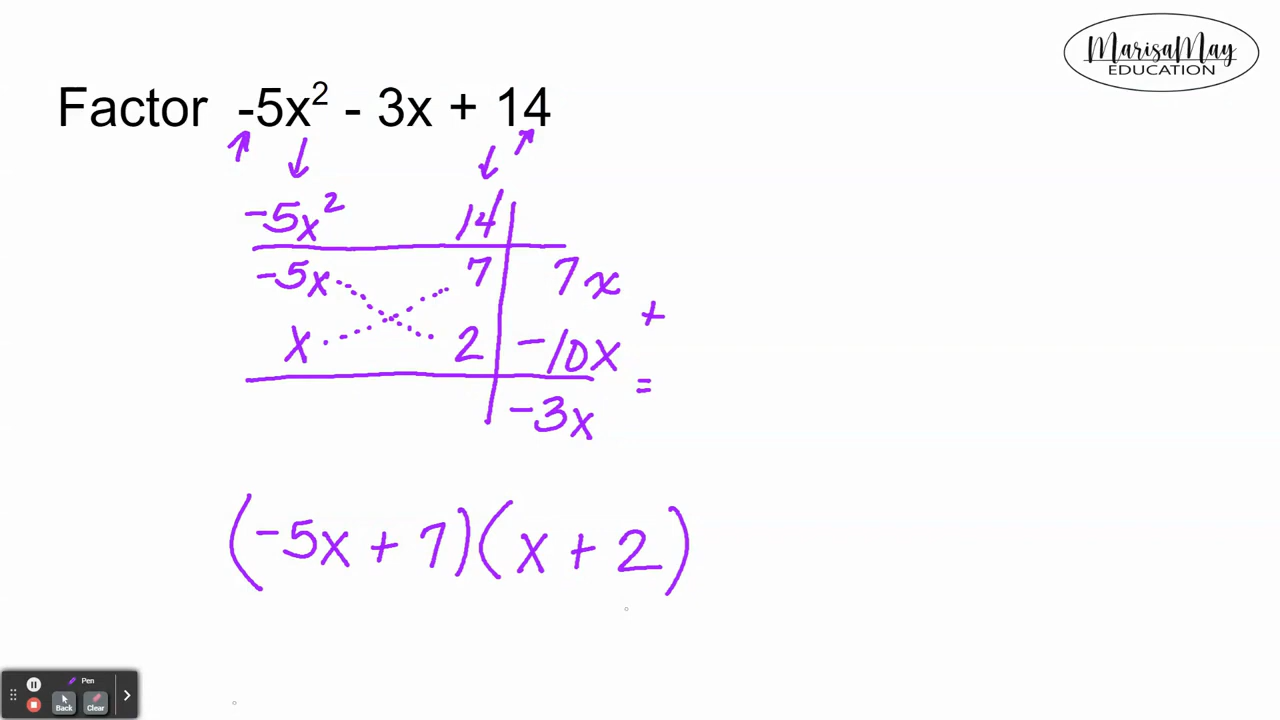 MarisaMay
EDUCATION
Factor -5x² - 3x + 14
-5x² 14
-5x 7 7x
+
x 2 -10x
=
-3x
(-5x + 7)(x + 2)
Pen
Back Clear